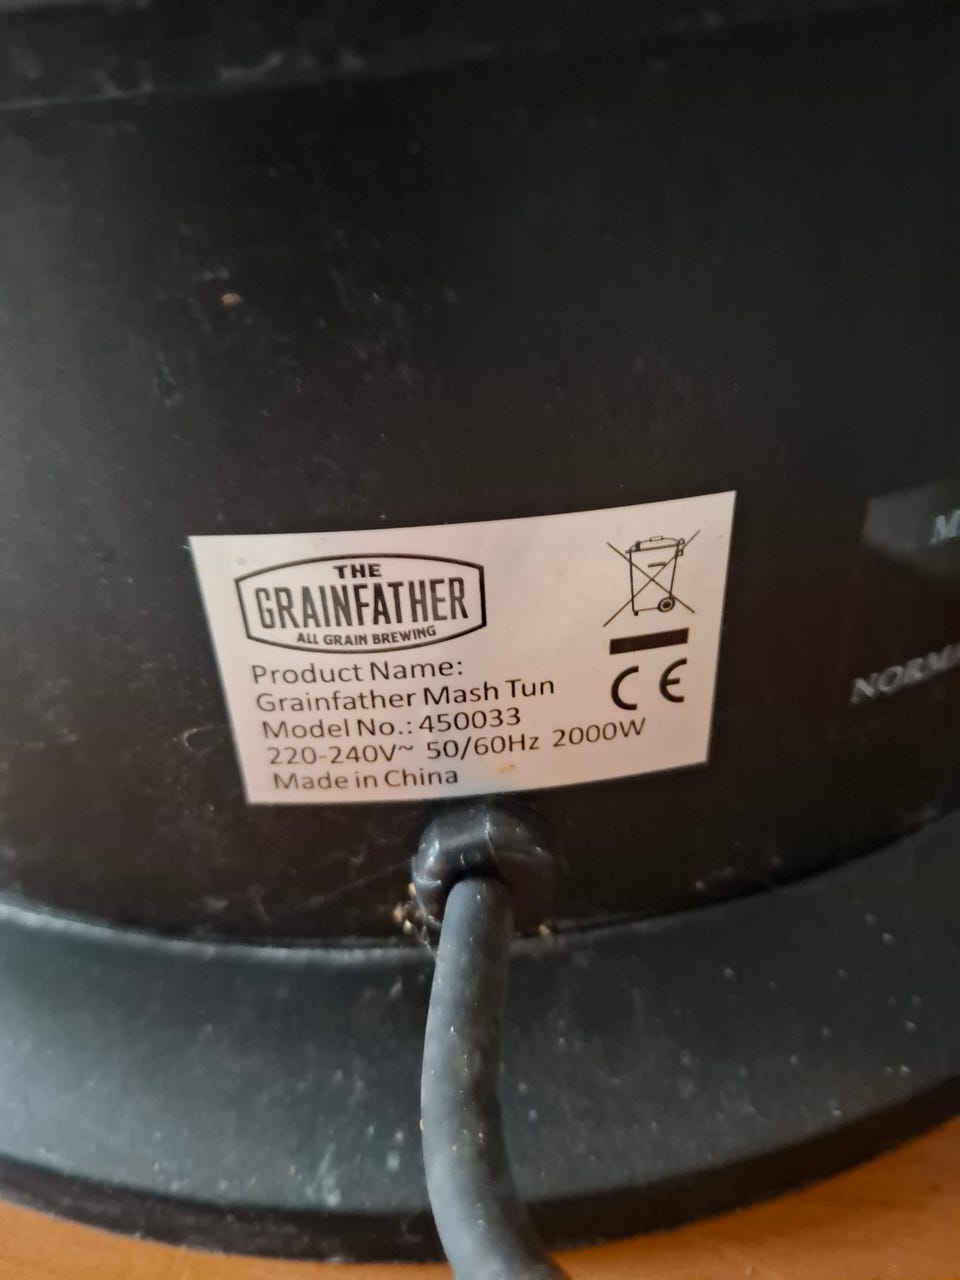 THE
GRAINFATHER
ALL GRAIN BREWING
Product Name:
Grainfather Mash Tun
Model No.: 450033
220-240V~ 50/60Hz 2000W
Made in China
CE